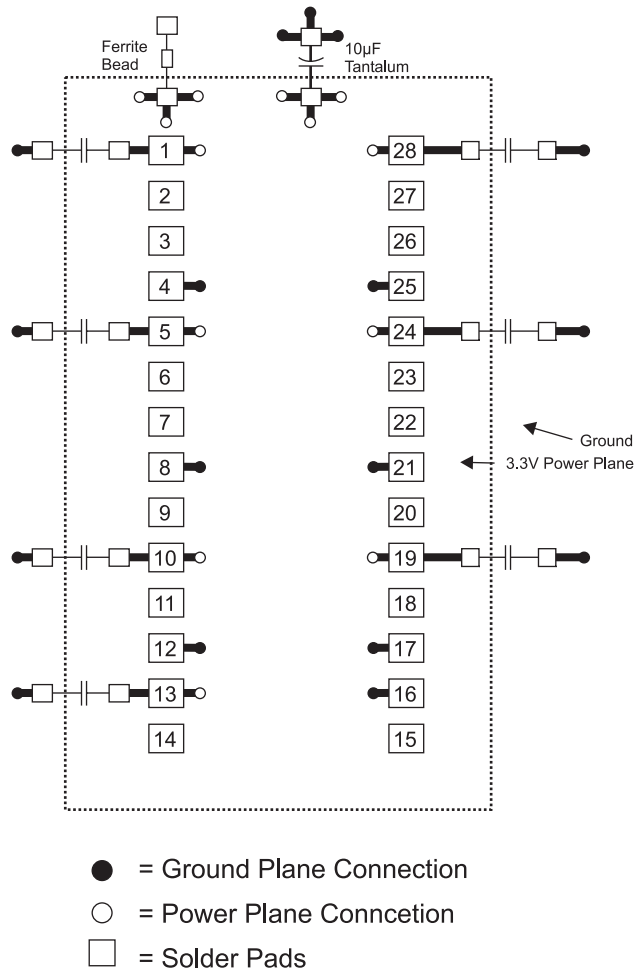 Ferrite
Bead
10µF
Tantalum
1 28
2 27
3 26
4 25
5 24
6 23
7 22
Ground
8 21 3.3V Power Plane
9 20
10 19
11 18
12 17
13 16
14 15
= Ground Plane Connection
= Power Plane Conncetion
= Solder Pads